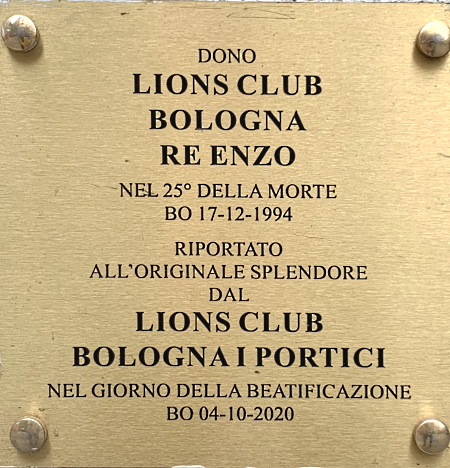 DONO
LIONS CLUB
BOLOGNA
RE ENZO
NEL 25° DELLA MORTE
BO 17-12-1994
RIPORTATO
ALL'ORIGINALE SPLENDORE
DAL
LIONS CLUB
BOLOGNA I PORTICI
NEL GIORNO DELLA BEATIFICAZIONE
BO 04-10-2020